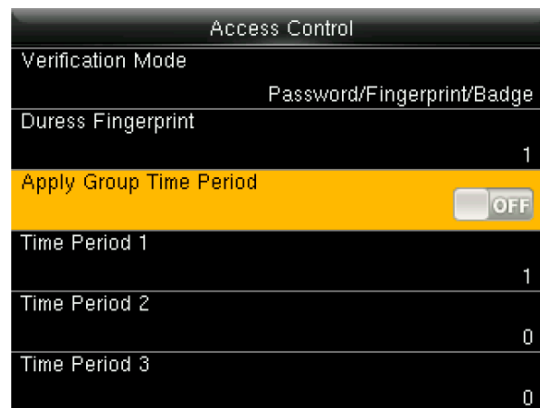 Access Control
Verification Mode
Password/Fingerprint/Badge
Duress Fingerprint
1
Apply Group Time Period
OFF
Time Period 1
1
Time Period 2
0
Time Period 3
0